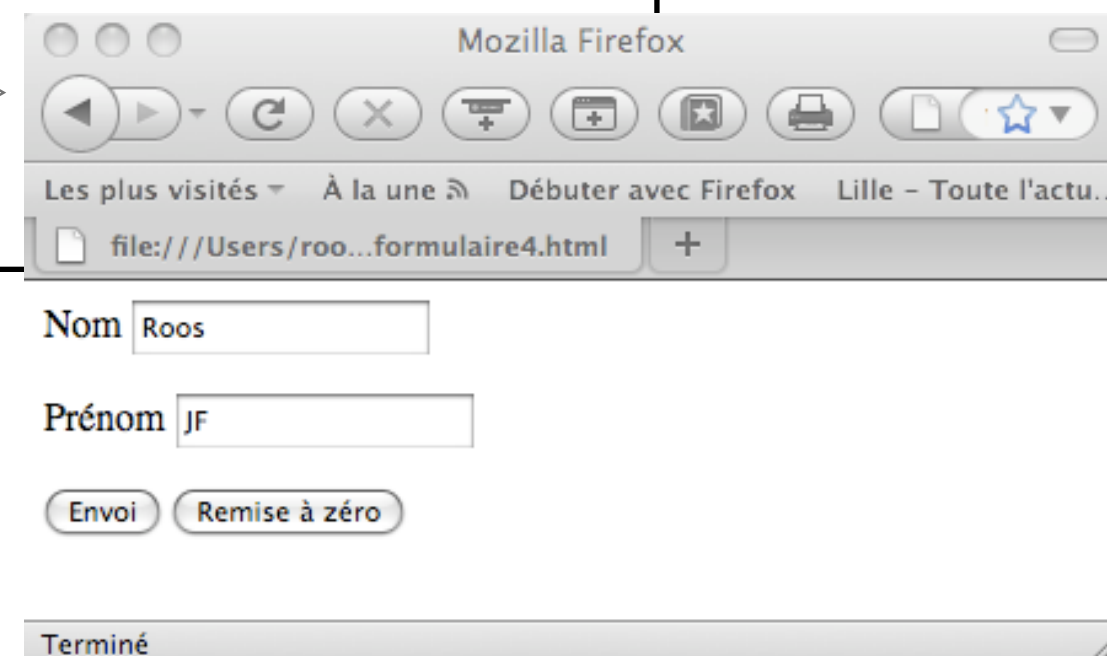 Mozilla Firefox
Les plus visités À la une Débuter avec Firefox Lille – Toute l'actu..
file:///Users/roo...formulaire4.html +
Nom Roos
Prénom JF
Envoi Remise à zéro
Terminé